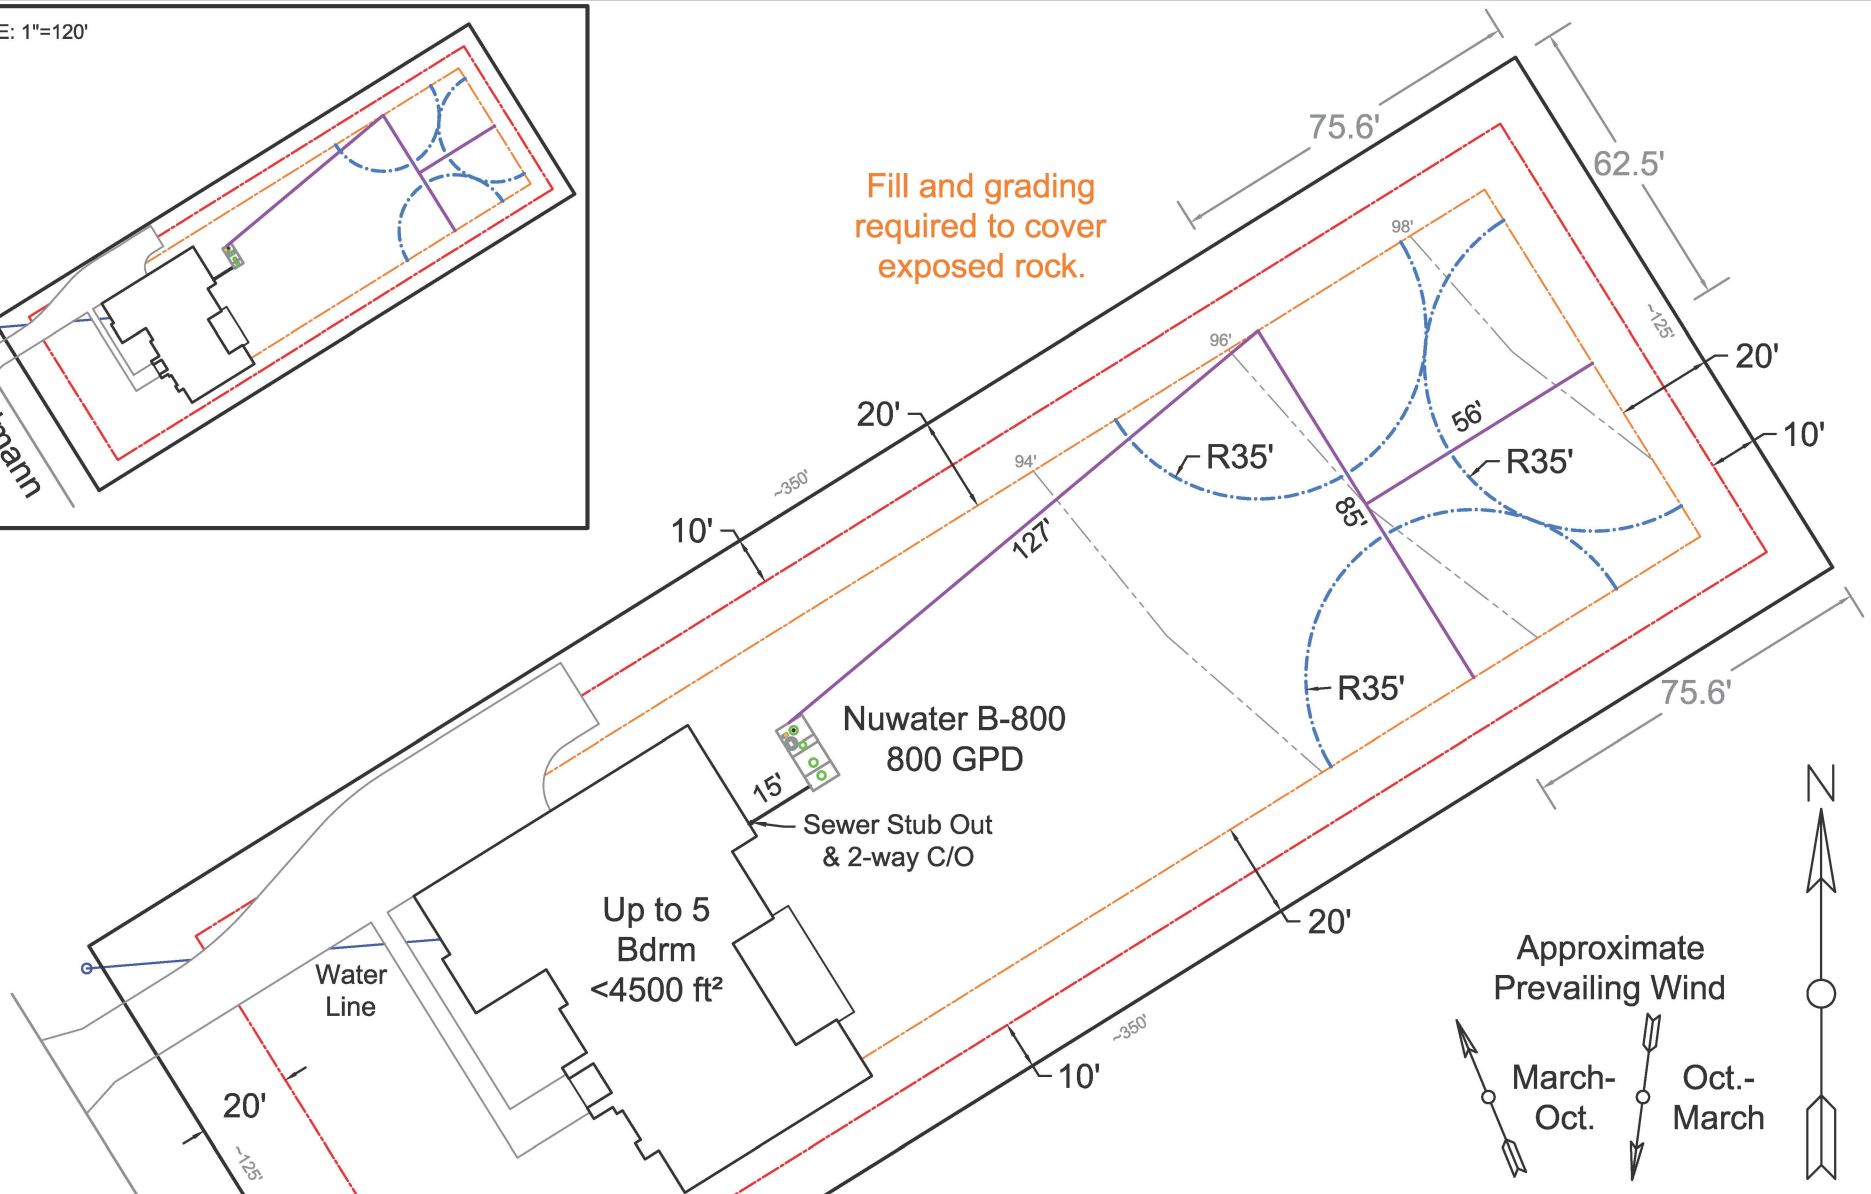 E: 1"=120'
mann
75.6'
62.5'
Fill and grading
required to cover
exposed rock.
98'
96'
94'
~125'
20'
10'
20'
~350'
10'
R35'
56'
R35'
85'
127'
R35'
75.6'
Nuwater B-800
800 GPD
15'
Sewer Stub Out
& 2-way C/O
Up to 5
Bdrm
<4500 ft²
Water
Line
20'
~125'
20'
~350'
10'
N
Approximate
Prevailing Wind
March-
Oct.
Oct.-
March